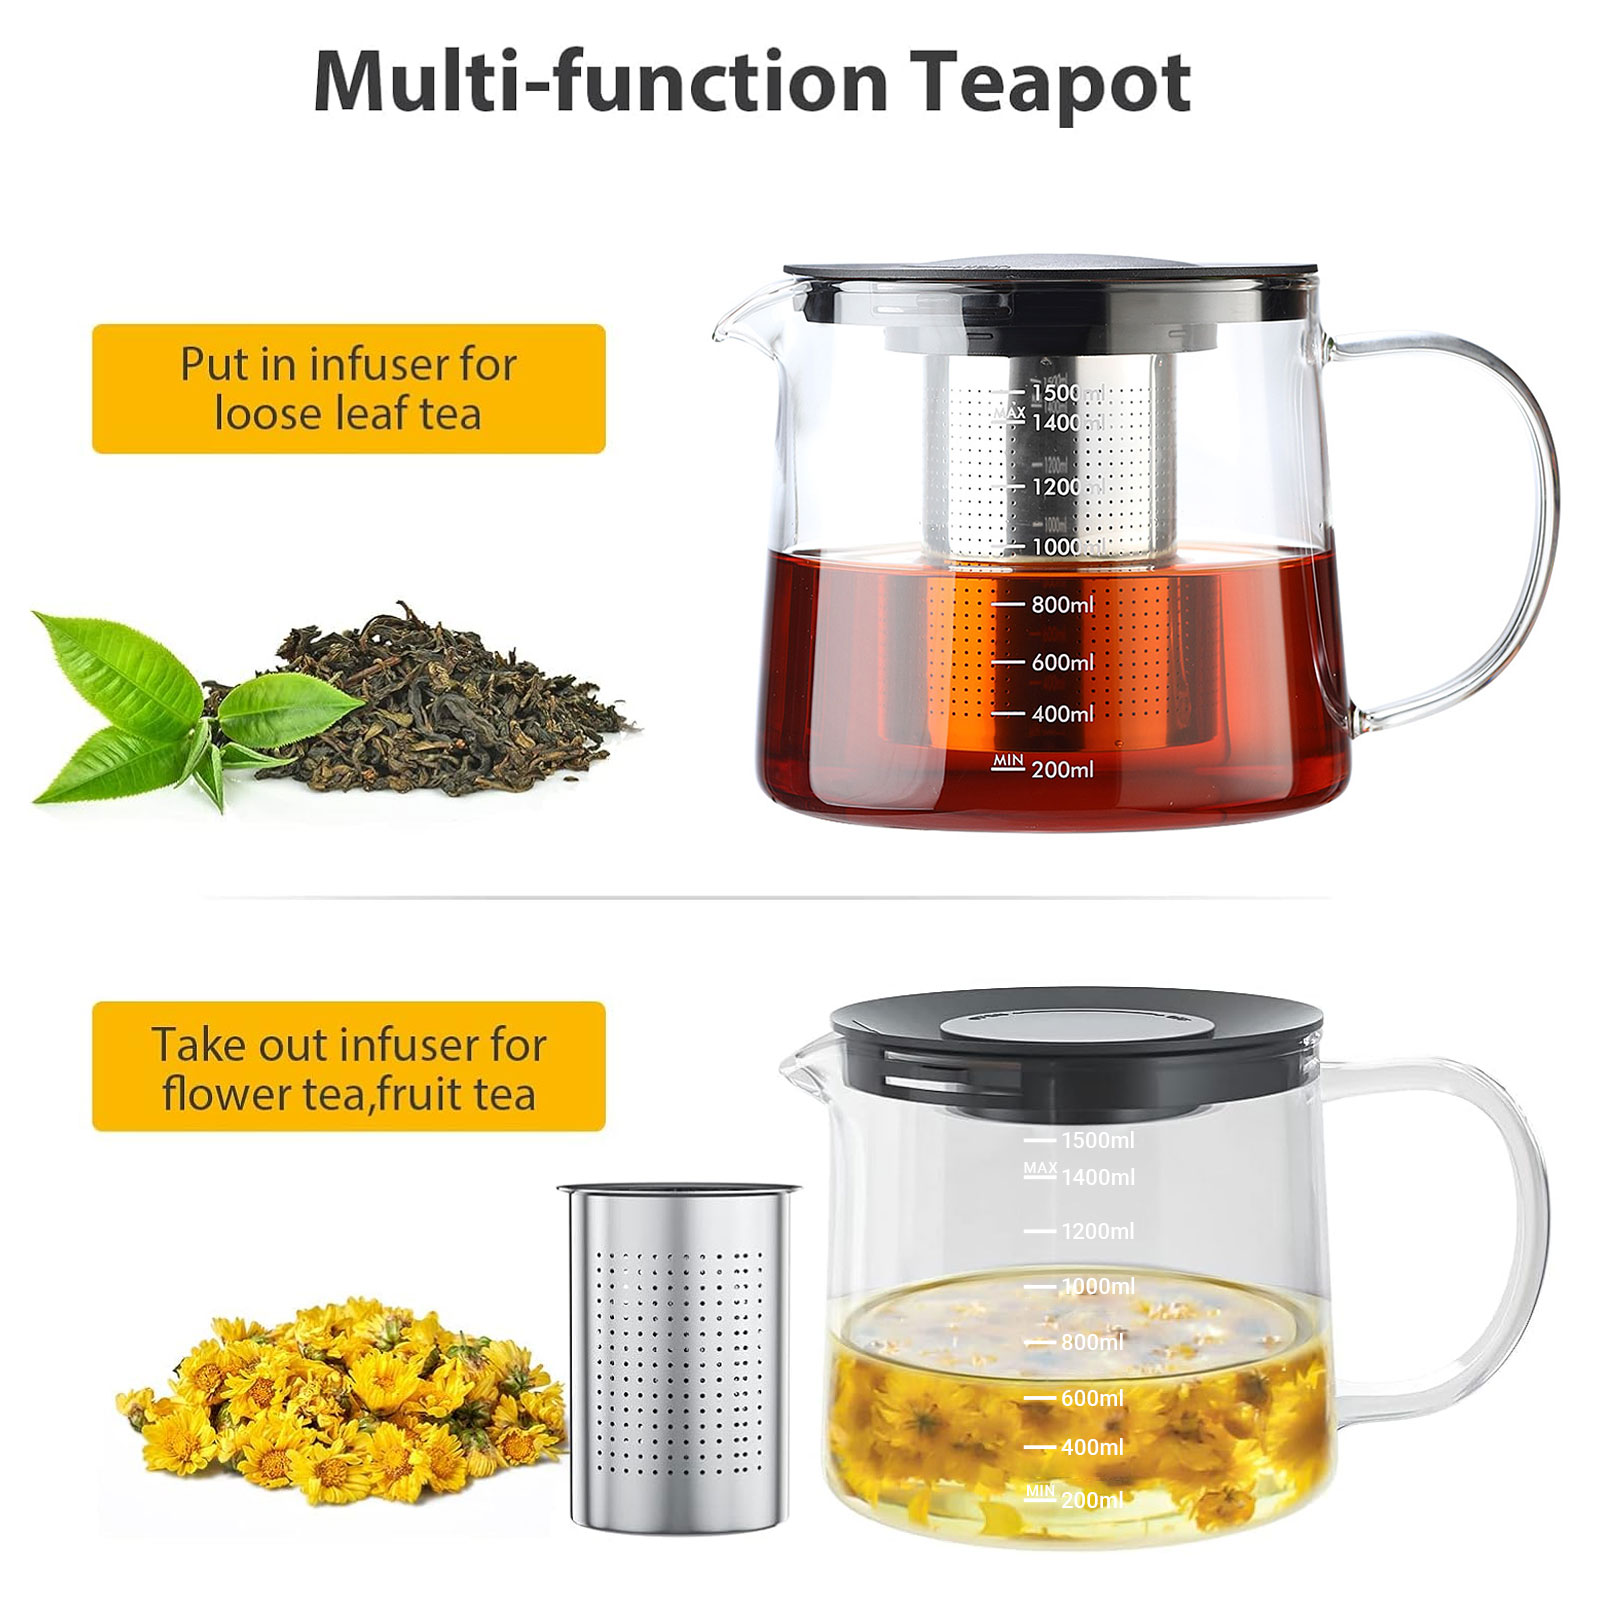 Multi-function Teapot
Put in infuser for
loose leaf tea
1500ml
MAX
1400ml
1200ml
1200ml
1000ml
1000ml
800ml
600ml
400ml
MIN
200ml
Take out infuser for
flower tea,fruit tea
1500ml
MAX
1400ml
1200ml
1000ml
800ml
600ml
400ml
MIN
200ml